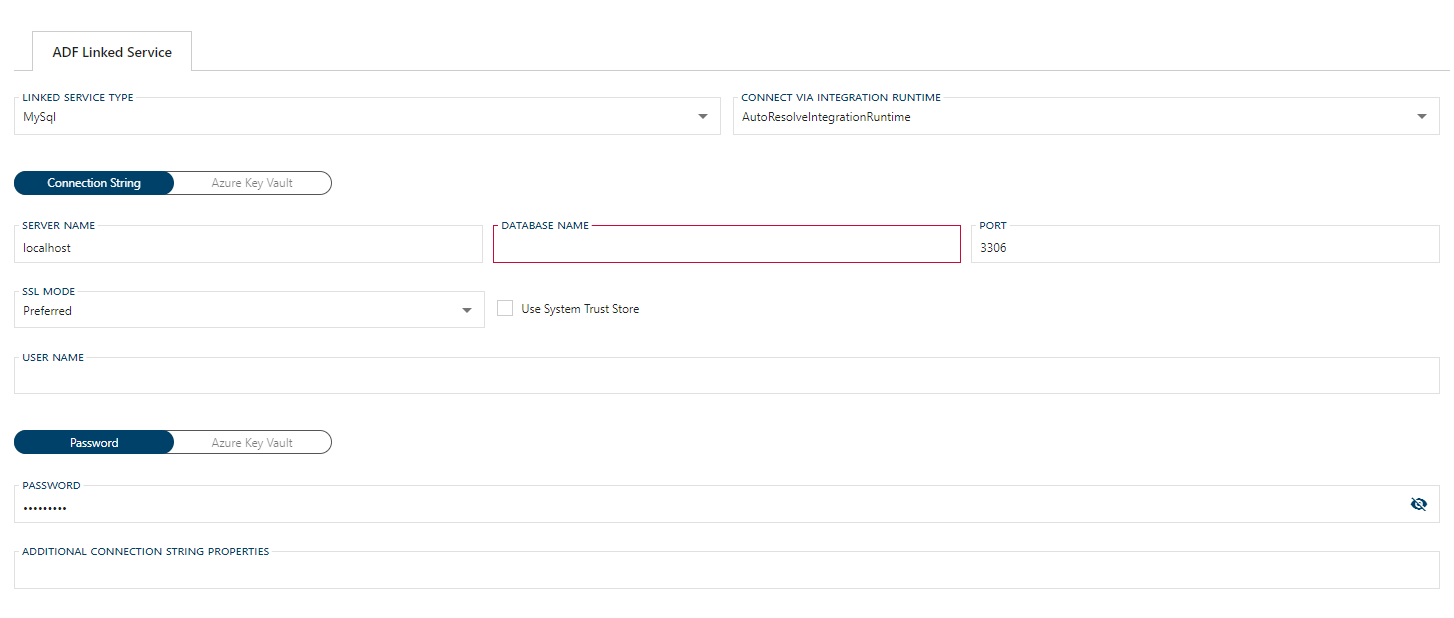 ADF Linked Service
LINKED SERVICE TYPE
MySql
CONNECT VIA INTEGRATION RUNTIME
AutoResolveIntegrationRuntime
Connection String
Azure Key Vault
SERVER NAME
localhost
DATABASE NAME
PORT
3306
SSL MODE
Preferred
Use System Trust Store
USER NAME
Password
Azure Key Vault
PASSWORD
•••••••••
ADDITIONAL CONNECTION STRING PROPERTIES